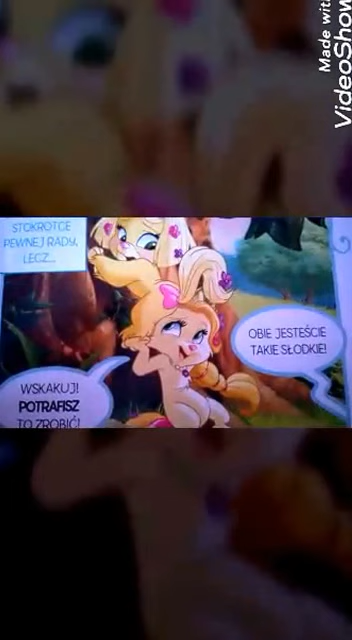 Made with
VideoShow
STOKROTCE
PEWNEJ RADY,
LECZ...
OBIE JESTEŚCIE
TAKIE SŁODKIE!
WSKAKUJ!
POTRAFISZ
TO ZROBIĆ!